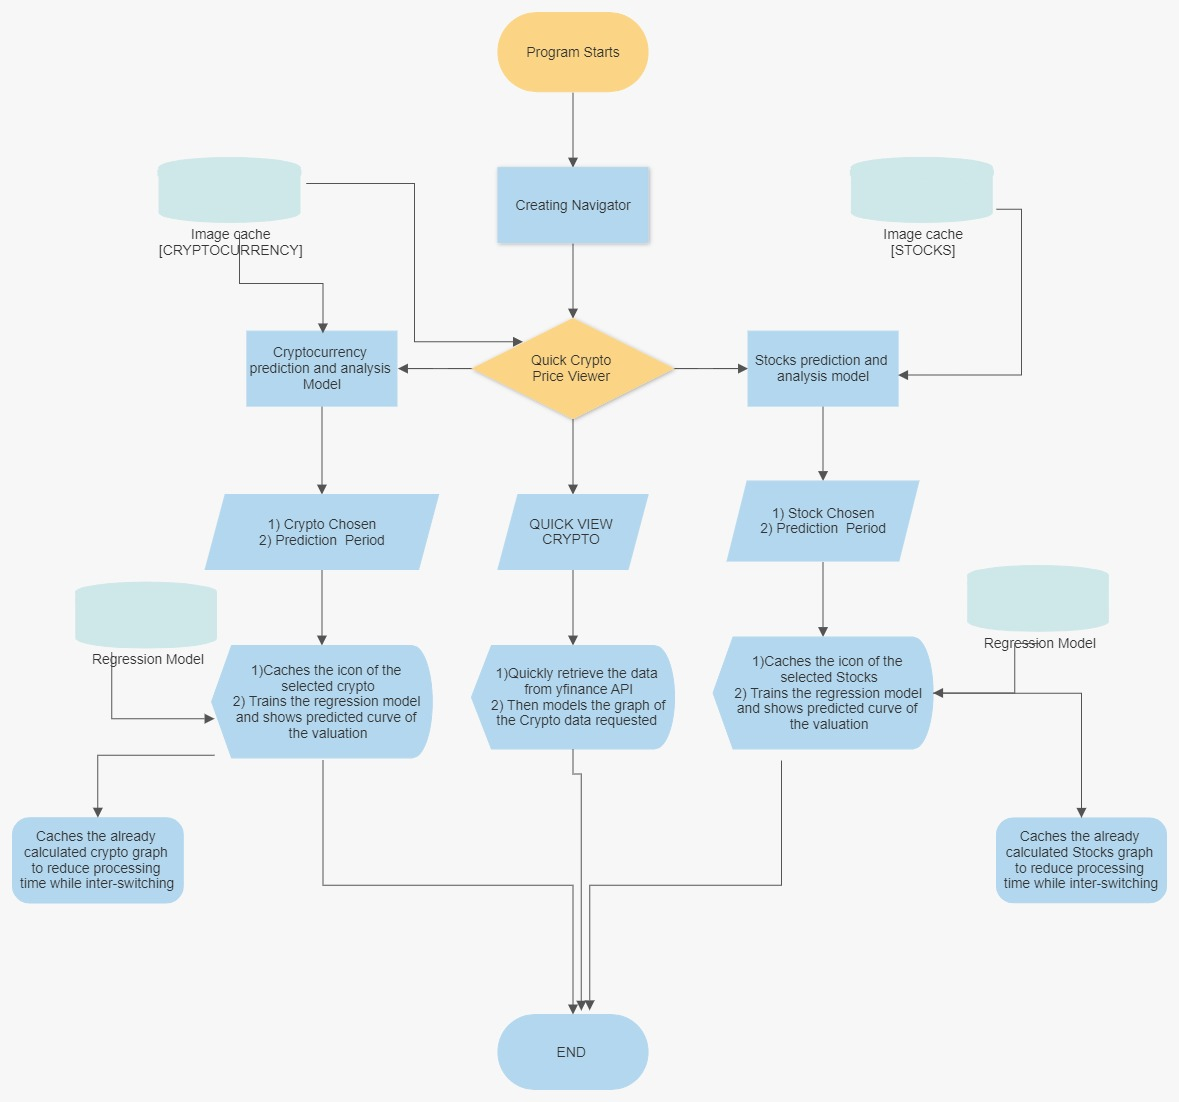 Program Starts
Creating Navigator
Image cache
[CRYPTOCURRENCY]
Image cache
[STOCKS]
Cryptocurrency
prediction and analysis
Model
Quick Crypto
Price Viewer
Stocks prediction and
analysis model
1) Crypto Chosen
2) Prediction  Period
QUICK VIEW
CRYPTO
1) Stock Chosen
2) Prediction  Period
Regression Model
Regression Model
1)Caches the icon of the
selected crypto
2) Trains the regression model
and shows predicted curve of
the valuation
1)Quickly retrieve the data
from yfinance API
2) Then models the graph of
the Crypto data requested
1)Caches the icon of the
selected Stocks
2) Trains the regression model
and shows predicted curve of
the valuation
Caches the already
calculated crypto graph
to reduce processing
time while inter-switching
Caches the already
calculated Stocks graph
to reduce processing
time while inter-switching
END